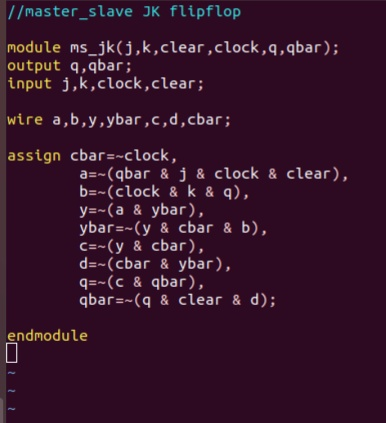 //master_slave JK flipflop
module ms_jk(j,k,clear,clock,q,qbar);
output q,qbar;
input j,k,clock,clear;
wire a,b,y,ybar,c,d,cbar;
assign cbar=~clock,
a=~(qbar & j & clock & clear),
b=~(clock & k & q),
y=~(a & ybar),
ybar=~(y & cbar & b),
c=~(y & cbar),
d=~(cbar & ybar),
q=~(c & qbar),
qbar=~(q & clear & d);
endmodule
~
~
~